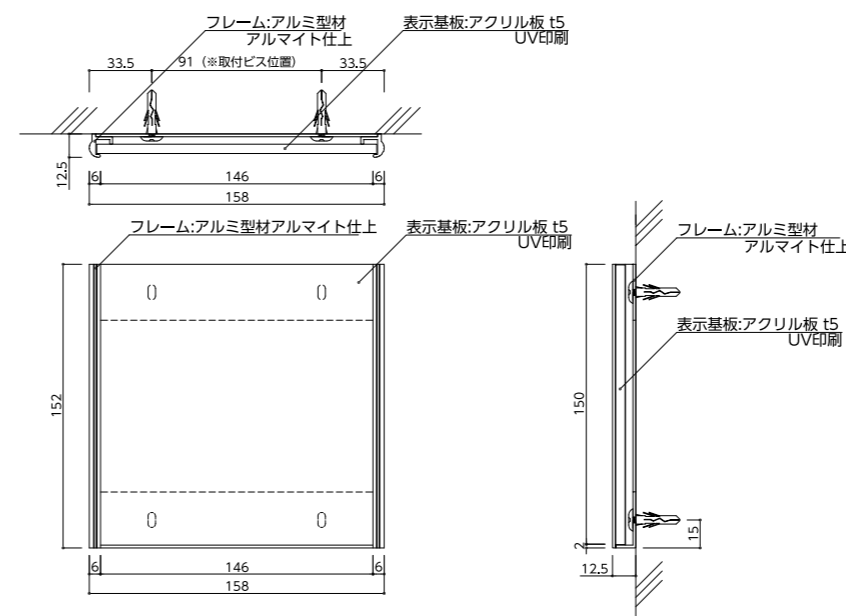 フレーム:アルミ型材
アルマイト仕上
表示基板:アクリル板 t5
UV印刷
33.5
91（※取付ビス位置）
33.5
12.5
6
146
6
158
フレーム:アルミ型材アルマイト仕上
表示基板:アクリル板 t5
UV印刷
152
6
146
6
158
フレーム:アルミ型材
アルマイト仕上
表示基板:アクリル板 t5
UV印刷
150
15
2
12.5